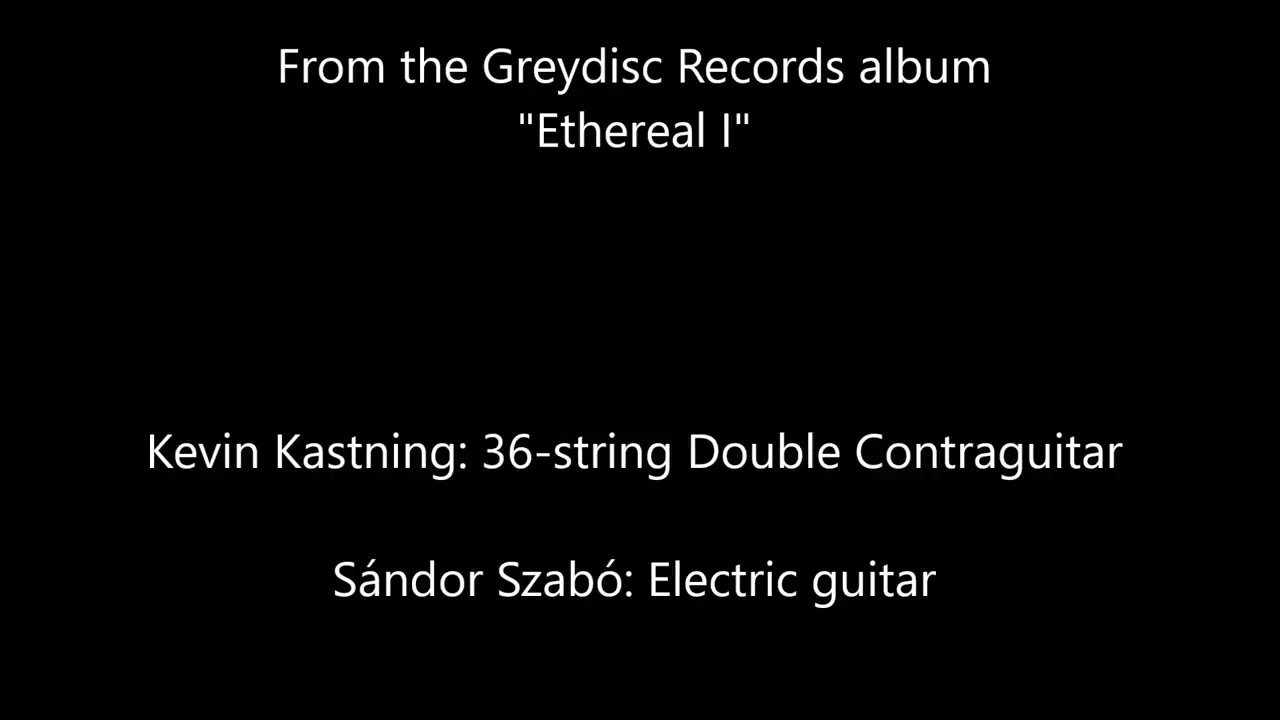 From the Greydisc Records album
"Ethereal I"
Kevin Kastning: 36-string Double Contraguitar
Sándor Szabó: Electric guitar